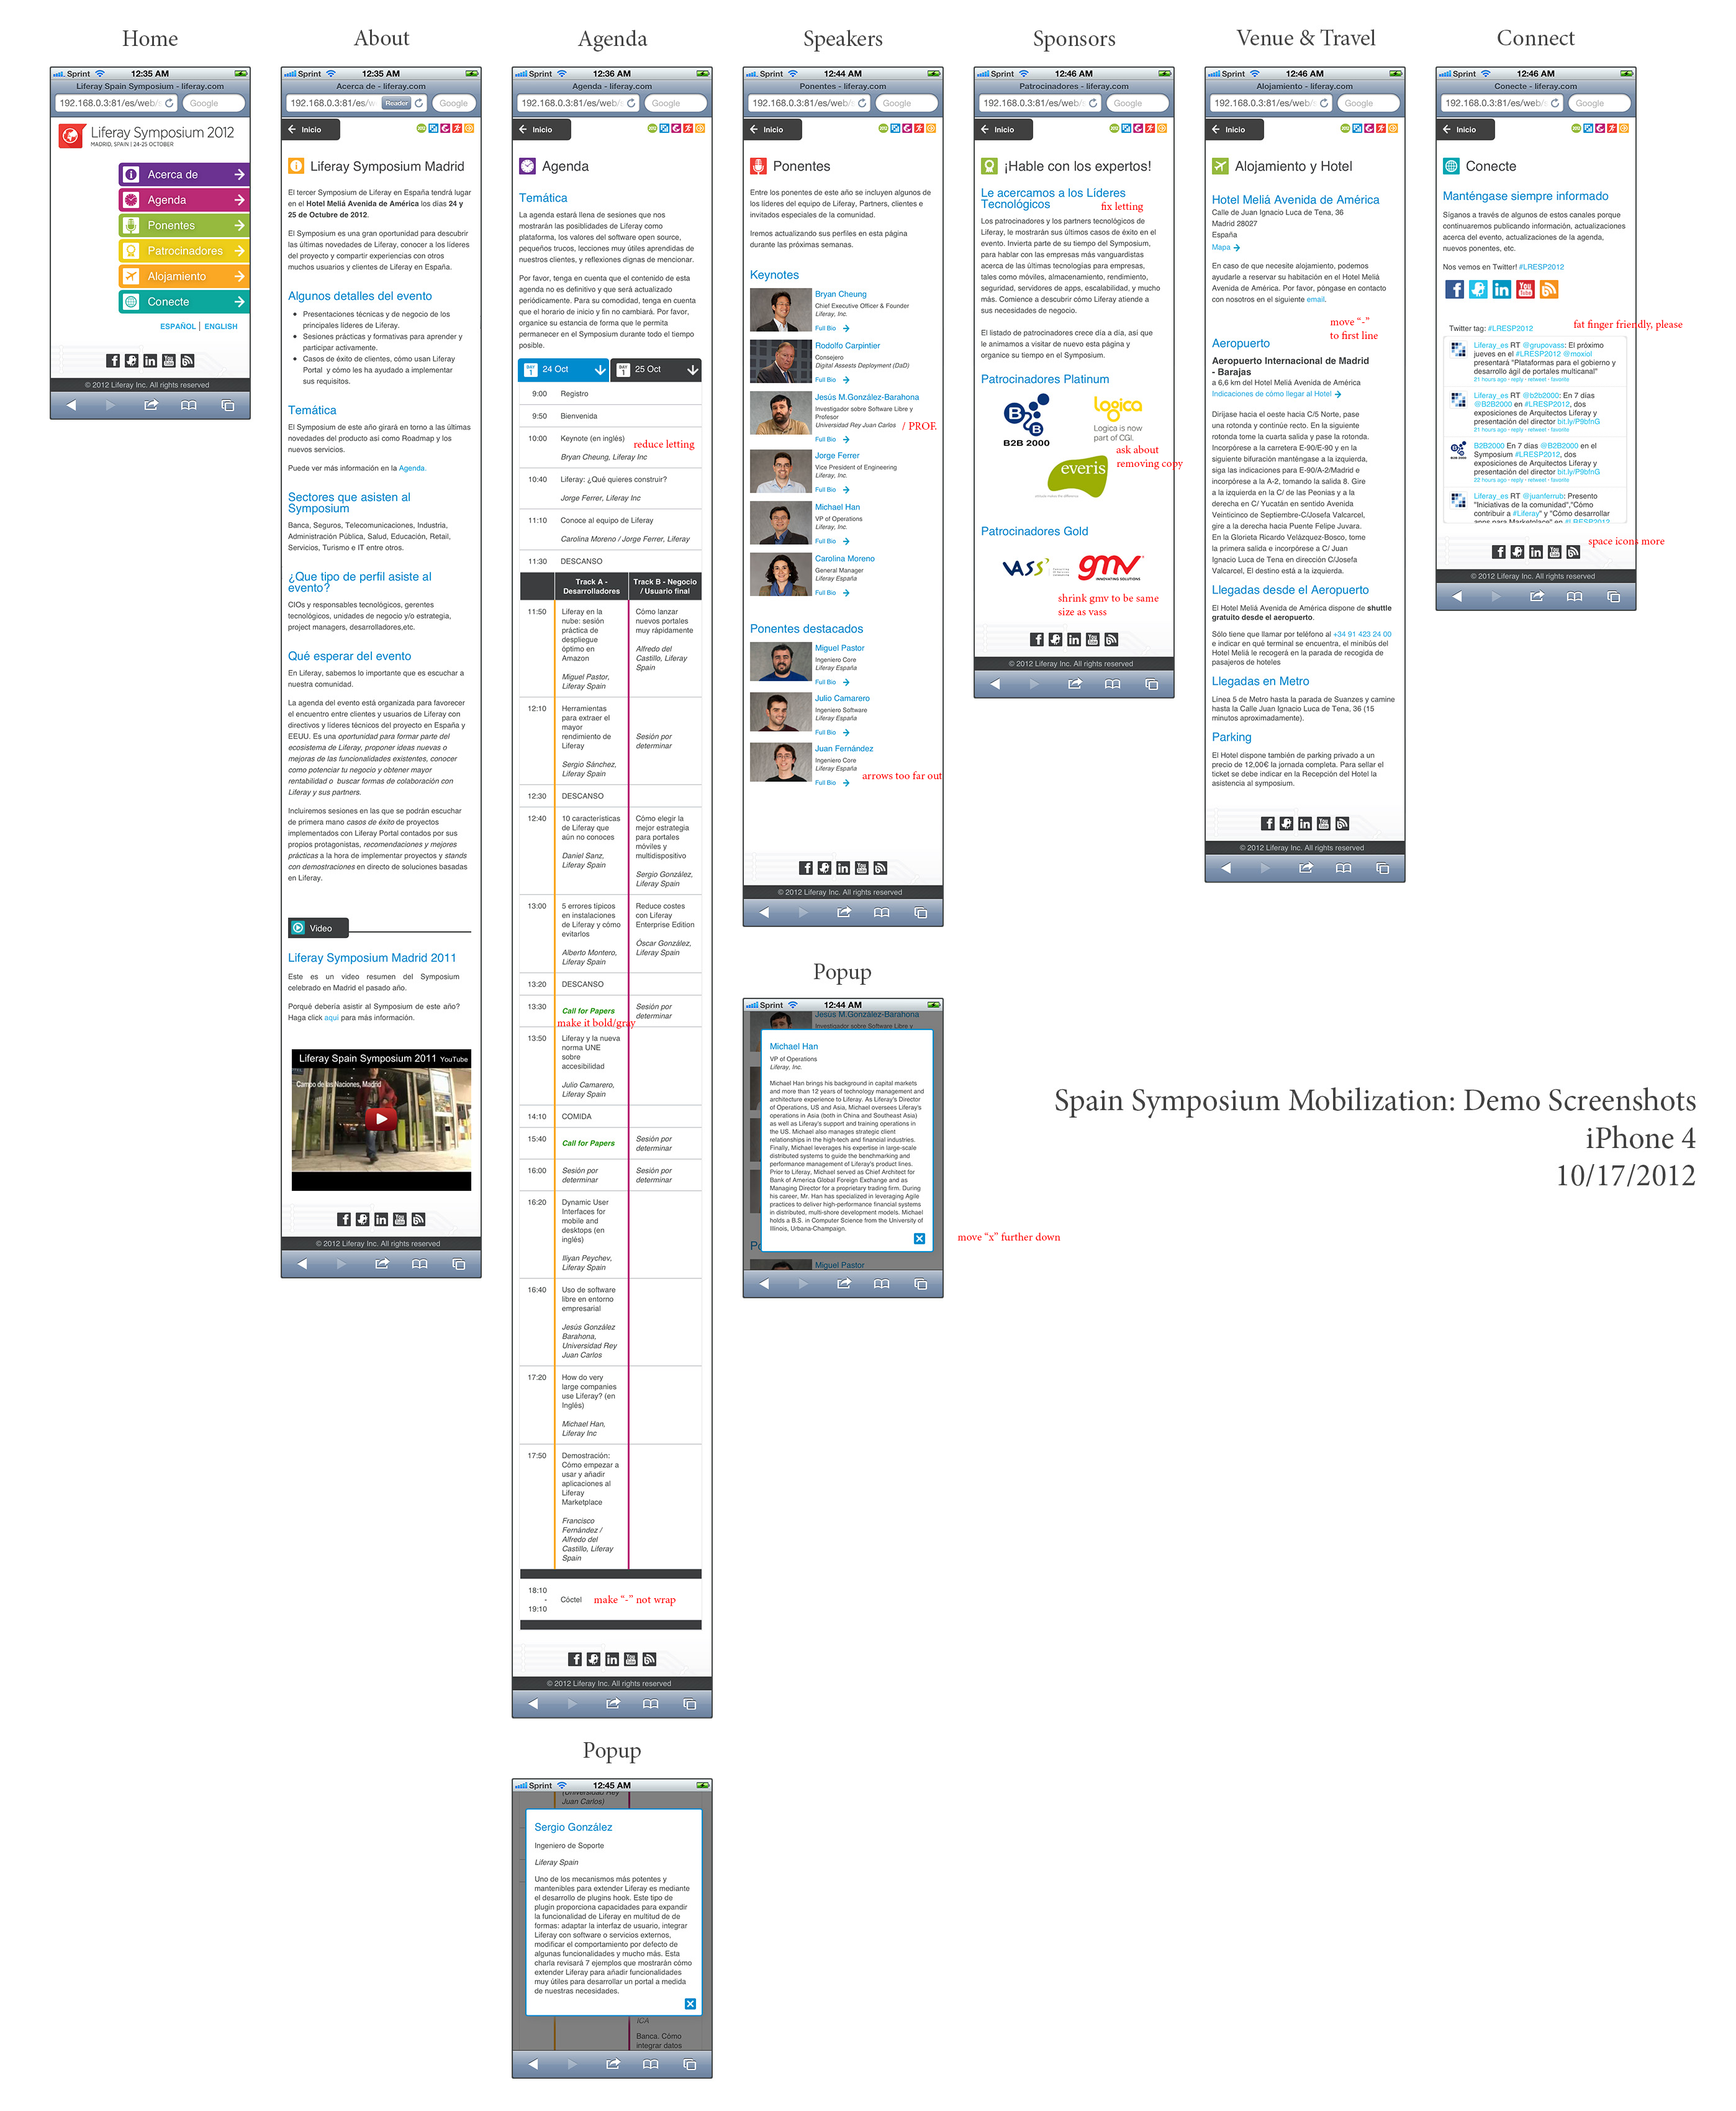 Home
Sprint 12:35 AM
Liferay Spain Symposium - liferay.com
192.168.0.3:81/es/web/s Google
Liferay Symposium 2012
MADRID, SPAIN | 24-25 OCTOBER
Acerca de
Agenda
Ponentes
Patrocinadores
Alojamiento
Conecte
ESPAÑOL | ENGLISH
© 2012 Liferay Inc. All rights reserved
About
Sprint 12:35 AM
Acerca de - liferay.com
192.168.0.3:81/es/w Reader Google
Inicio
Liferay Symposium Madrid
El tercer Symposium de Liferay en España tendrá lugar
en el Hotel Meliá Avenida de América los días 24 y
25 de Octubre de 2012.
El Symposium es una gran oportunidad para descubrir
las últimas novedades de Liferay, conocer a los líderes
del proyecto y compartir experiencias con otros
muchos usuarios y clientes de Liferay en España.
Algunos detalles del evento
• Presentaciones técnicas y de negocio de los
principales líderes de Liferay.
• Sesiones prácticas y formativas para aprender y
participar activamente.
• Casos de éxito de clientes, cómo usan Liferay
Portal y cómo les ha ayudado a implementar
sus requisitos.
Temática
El Symposium de este año girará en torno a las últimas
novedades del producto así como Roadmap y los
nuevos servicios.
Puede ver más información en la Agenda.
Sectores que asisten al
Symposium
Banca, Seguros, Telecomunicaciones, Industria,
Administración Pública, Salud, Educación, Retail,
Servicios, Turismo e IT entre otros.
¿Que tipo de perfil asiste al
evento?
CIOs y responsables tecnológicos, gerentes
tecnológicos, unidades de negocio y/o estrategia,
project managers, desarrolladores,etc.
Qué esperar del evento
En Liferay, sabemos lo importante que es escuchar a
nuestra comunidad.
La agenda del evento está organizada para favorecer
el encuentro entre clientes y usuarios de Liferay con
directivos y líderes técnicos del proyecto en España y
EEUU. Es una oportunidad para formar parte del
ecosistema de Liferay, proponer ideas nuevas o
mejoras de las funcionalidades existentes, conocer
como potenciar tu negocio y obtener mayor
rentabilidad o buscar formas de colaboración con
Liferay y sus partners.
Incluiremos sesiones en las que se podrán escuchar
de primera mano casos de éxito de proyectos
implementados con Liferay Portal contados por sus
propios protagonistas, recomendaciones y mejores
prácticas a la hora de implementar proyectos y stands
con demostraciones en directo de soluciones basadas
en Liferay.
Video
Liferay Symposium Madrid 2011
Este es un video resumen del Symposium
celebrado en Madrid el pasado año.
Porqué debería asistir al Symposium de este año?
Haga click aquí para más información.
Liferay Spain Symposium 2011 YouTube
Campo de las Naciones, Madrid
© 2012 Liferay Inc. All rights reserved
Agenda
Sprint 12:36 AM
Agenda - liferay.com
192.168.0.3:81/es/web/s Google
Inicio
Agenda
Temática
La agenda estará llena de sesiones que nos
mostrarán las posiblidades de Liferay como
plataforma, los valores del software open source,
pequeños trucos, lecciones muy útiles aprendidas de
nuestros clientes, y reflexiones dignas de mencionar.
Por favor, tenga en cuenta que el contenido de esta
agenda no es definitivo y que será actualizado
periódicamente. Para su comodidad, tenga en cuenta
que el horario de inicio y fin no cambiará. Por favor,
organice su estancia de forma que le permita
permanecer en el Symposium durante todo el tiempo
posible.
DAY 1 24 Oct DAY 1 25 Oct
9:00 Registro
9:50 Bienvenida
10:00 Keynote (en inglés)
reduce letting
Bryan Cheung, Liferay Inc
10:40 Liferay: ¿Qué quieres construir?
Jorge Ferrer, Liferay Inc
11:10 Conoce al equipo de Liferay
Carolina Moreno / Jorge Ferrer, Liferay
11:30 DESCANSO
Track A -
Desarrolladores
Track B - Negocio
/ Usuario final
11:50 Liferay en la
nube: sesión
práctica de
despliegue
óptimo en
Amazon
Miguel Pastor,
Liferay Spain
Cómo lanzar
nuevos portales
muy rápidamente
Alfredo del
Castillo, Liferay
Spain
12:10 Herramientas
para extraer el
mayor
rendimiento de
Liferay
Sergio Sánchez,
Liferay Spain
Sesión por
determinar
12:30 DESCANSO
12:40 10 características
de Liferay que
aún no conoces
Daniel Sanz,
Liferay Spain
Cómo elegir la
mejor estrategia
para portales
móviles y
multidispositivo
Sergio González,
Liferay Spain
13:00 5 errores típicos
en instalaciones
de Liferay y cómo
evitarlos
Alberto Montero,
Liferay Spain
Reduce costes
con Liferay
Enterprise Edition
Óscar González,
Liferay Spain
13:20 DESCANSO
13:30 Call for Papers
Sesión por
determinar
make it bold/gray
13:50 Liferay y la nueva
norma UNE
sobre
accesibilidad
Julio Camarero,
Liferay Spain
14:10 COMIDA
15:40 Call for Papers
Sesión por
determinar
16:00 Sesión por
determinar
Sesión por
determinar
16:20 Dynamic User
Interfaces for
mobile and
desktops (en
inglés)
Iliyan Peychev,
Liferay Spain
16:40 Uso de software
libre en entorno
empresarial
Jesús González
Barahona,
Universidad Rey
Juan Carlos
17:20 How do very
large companies
use Liferay? (en
Inglés)
Michael Han,
Liferay Inc
17:50 Demostración:
Cómo empezar a
usar y añadir
aplicaciones al
Liferay
Marketplace
Francisco
Fernández /
Alfredo del
Castillo, Liferay
Spain
18:10
-
19:10
Cóctel
make “-” not wrap
© 2012 Liferay Inc. All rights reserved
Popup
Sprint 12:45 AM
(Universidad Rey
Juan Carlos)
Sergio González
Ingeniero de Soporte
Liferay Spain
Uno de los mecanismos más potentes y
mantenibles para extender Liferay es mediante
el desarrollo de plugins hook. Este tipo de
plugin proporciona capacidades para expandir
la funcionalidad de Liferay en multitud de de
formas: adaptar la interfaz de usuario, integrar
Liferay con software o servicios externos,
modificar el comportamiento por defecto de
algunas funcionalidades y mucho más. Esta
charla revisará 7 ejemplos que mostrarán cómo
extender Liferay para añadir funcionalidades
muy útiles para desarrollar un portal a medida
de nuestras necesidades.
ICA
Banca. Cómo
integrar datos
Speakers
Sprint 12:44 AM
Ponentes - liferay.com
192.168.0.3:81/es/web/s Google
Inicio
Ponentes
Entre los ponentes de este año se incluyen algunos de
los líderes del equipo de Liferay, Partners, clientes e
invitados especiales de la comunidad.
Iremos actualizando sus perfiles en esta página
durante las próximas semanas.
Keynotes
Bryan Cheung
Chief Executive Officer & Founder
Liferay, Inc.
Full Bio
Rodolfo Carpintier
Consejero
Digital Assests Deployment (DaD)
Full Bio
Jesús M.González-Barahona
Investigador sobre Software Libre y
Profesor
Universidad Rey Juan Carlos
/ PROF.
Full Bio
Jorge Ferrer
Vice President of Engineering
Liferay, Inc.
Full Bio
Michael Han
VP of Operations
Liferay, Inc.
Full Bio
Carolina Moreno
General Manager
Liferay España
Full Bio
Ponentes destacados
Miguel Pastor
Ingeniero Core
Liferay España
Full Bio
Julio Camarero
Ingeniero Software
Liferay España
Full Bio
Juan Fernández
Ingeniero Core
Liferay España
Full Bio
arrows too far out
© 2012 Liferay Inc. All rights reserved
Popup
Sprint 12:44 AM
Jesús M.González-Barahona
Investigador sobre Software Libre y
Michael Han
VP of Operations
Liferay, Inc.
Michael Han brings his background in capital markets
and more than 12 years of technology management and
architecture experience to Liferay. As Liferay's Director
of Operations, US and Asia, Michael oversees Liferay's
operations in Asia (both in China and Southeast Asia)
as well as Liferay's support and training operations in
the US. Michael also manages strategic client
relationships in the high-tech and financial industries.
Finally, Michael leverages his expertise in large-scale
distributed systems to guide the benchmarking and
performance management of Liferay's product lines.
Prior to Liferay, Michael served as Chief Architect for
Bank of America Global Foreign Exchange and as
Managing Director for a proprietary trading firm. During
his career, Mr. Han has specialized in leveraging Agile
practices to deliver high-performance financial systems
in distributed, multi-shore development models. Michael
holds a B.S. in Computer Science from the University of
Illinois, Urbana-Champaign.
Po
Miguel Pastor
move “x” further down
Sponsors
Sprint 12:46 AM
Patrocinadores - liferay.com
192.168.0.3:81/es/web/s Google
Inicio
¡Hable con los expertos!
Le acercamos a los Líderes
Tecnológicos
fix letting
Los patrocinadores y los partners tecnológicos de
Liferay, le mostrarán sus últimos casos de éxito en el
evento. Invierta parte de su tiempo del Symposium,
para hablar con las empresas más vanguardistas
acerca de las últimas tecnologías para empresas,
tales como móviles, almacenamiento, rendimiento,
seguridad, servidores de apps, escalabilidad, y mucho
más. Comience a descubrir cómo Liferay atiende a
sus necesidades de negocio.
El listado de patrocinadores crece día a día, así que
le animamos a visitar de nuevo esta página y
organice su tiempo en el Symposium.
Patrocinadores Platinum
B2B 2000
logica
Logica is now
part of CGI.
ask about
removing copy
everis
attitude makes the difference
Patrocinadores Gold
VASS
gmv
INNOVATING SOLUTIONS
shrink gmv to be same
size as vass
© 2012 Liferay Inc. All rights reserved
Venue & Travel
Sprint 12:46 AM
Alojamiento - liferay.com
192.168.0.3:81/es/web/s Google
Inicio
Alojamiento y Hotel
Hotel Meliá Avenida de América
Calle de Juan Ignacio Luca de Tena, 36
Madrid 28027
España
Mapa
En caso de que necesite alojamiento, podemos
ayudarle a reservar su habitación en el Hotel Meliá
Avenida de América. Por favor, póngase en contacto
con nosotros en el siguiente email.
move “-”
to first line
Aeropuerto
Aeropuerto Internacional de Madrid
- Barajas
a 6,6 km del Hotel Meliá Avenida de América
Indicaciones de cómo llegar al Hotel
Diríjase hacia el oeste hacia C/5 Norte, pase
una rotonda y continúe recto. En la siguiente
rotonda tome la cuarta salida y pase la rotonda.
Incorpórese a la carretera E-90/E-90 y en la
siguiente bifurcación manténgase a la izquierda,
siga las indicaciones para E-90/A-2/Madrid e
incorpórese a la A-2, tomando la salida 8. Gire
a la izquierda en la C/ de las Peonias y a la
derecha en C/ Yucatán en sentido Avenida
Veinticinco de Septiembre-C/Josefa Valcarcel,
gire a la derecha hacia Puente Felipe Juvara.
En la Glorieta Ricardo Velázquez-Bosco, tome
la primera salida e incorpórese a C/ Juan
Ignacio Luca de Tena en dirección C/Josefa
Valcarcel, El destino está a la izquierda.
Llegadas desde el Aeropuerto
El Hotel Meliá Avenida de América dispone de shuttle
gratuito desde el aeropuerto.
Sólo tiene que llamar por teléfono al +34 91 423 24 00
e indicar en qué terminal se encuentra, el minibús del
Hotel Meliá le recogerá en la parada de recogida de
pasajeros de hoteles
Llegadas en Metro
Línea 5 de Metro hasta la parada de Suanzes y camine
hasta la Calle Juan Ignacio Luca de Tena, 36 (15
minutos aproximadamente).
Parking
El Hotel dispone también de parking privado a un
precio de 12,00€ la jornada completa. Para sellar el
ticket se debe indicar en la Recepción del Hotel la
asistencia al symposium.
© 2012 Liferay Inc. All rights reserved
Connect
Sprint 12:46 AM
Conecte - liferay.com
192.168.0.3:81/es/web/s Google
Inicio
Conecte
Manténgase siempre informado
Síganos a través de algunos de estos canales porque
continuaremos publicando información, actualizaciones
acerca del evento, actualizaciones de la agenda,
nuevos ponentes, etc.
Nos vemos en Twitter! #LRESP2012
fat finger friendly, please
Twitter tag: #LRESP2012
Liferay_es RT @grupovass: El próximo
jueves en el #LRESP2012 @moxiol
presentará "Plataformas para el gobierno y
desarrollo ágil de portales multicanal"
21 hours ago · reply · retweet · favorite
Liferay_es RT @b2b2000: En 7 días
@B2B2000 en #LRESP2012, dos
exposiciones de Arquitectos Liferay y
presentación del director bit.ly/P9bfnG
21 hours ago · reply · retweet · favorite
B2B2000 En 7 días @B2B2000 en el
Symposium #LRESP2012, dos
exposiciones de Arquitectos Liferay y
presentación del director bit.ly/P9bfnG
22 hours ago · reply · retweet · favorite
Liferay_es RT @juanferrub: Presento
"Iniciativas de la comunidad","Cómo
contribuir a #Liferay" y "Cómo desarrollar
apps para Marketplace" en #LRESP2012
space icons more
© 2012 Liferay Inc. All rights reserved
Spain Symposium Mobilization: Demo Screenshots
iPhone 4
10/17/2012